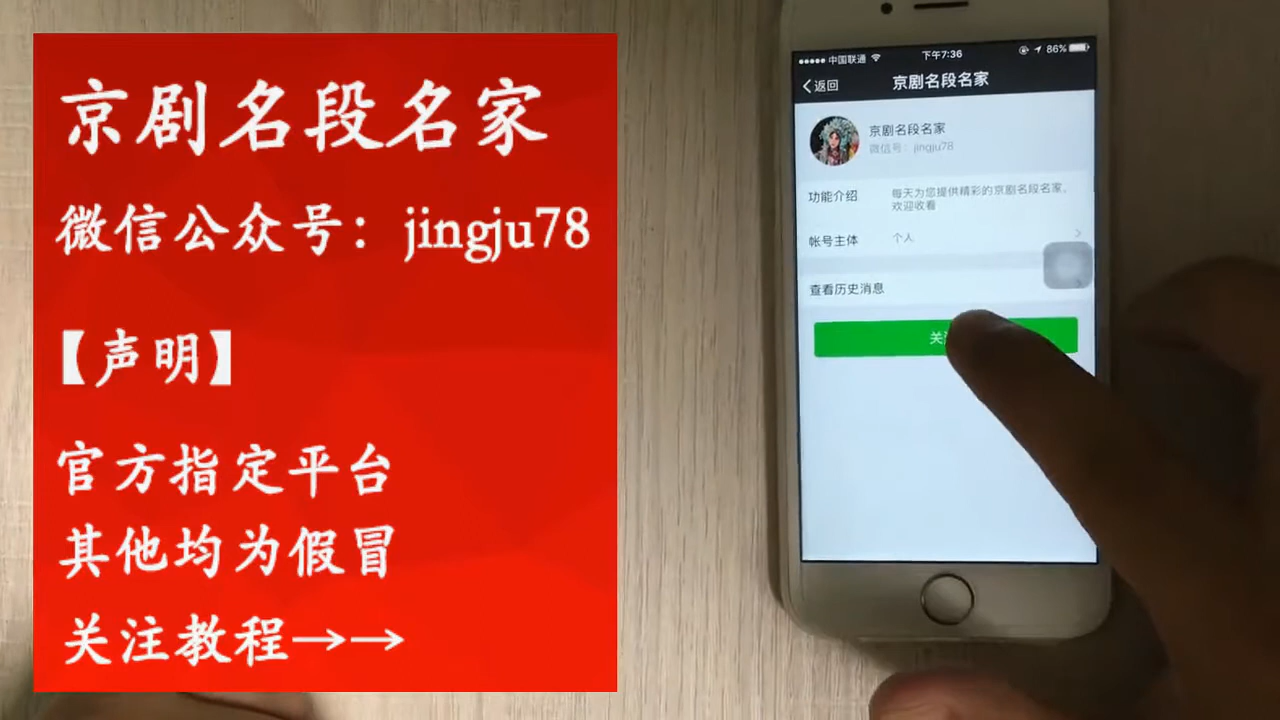 京剧名段名家
微信公众号：jingju78
【声明】
官方指定平台
其他均为假冒
关注教程→→
中国联通
下午7:36
86%
返回
京剧名段名家
京剧名段名家
微信号：jingju78
功能介绍
每天为您提供精彩的京剧名段名家，
欢迎收看
帐号主体
个人
查看历史消息
关